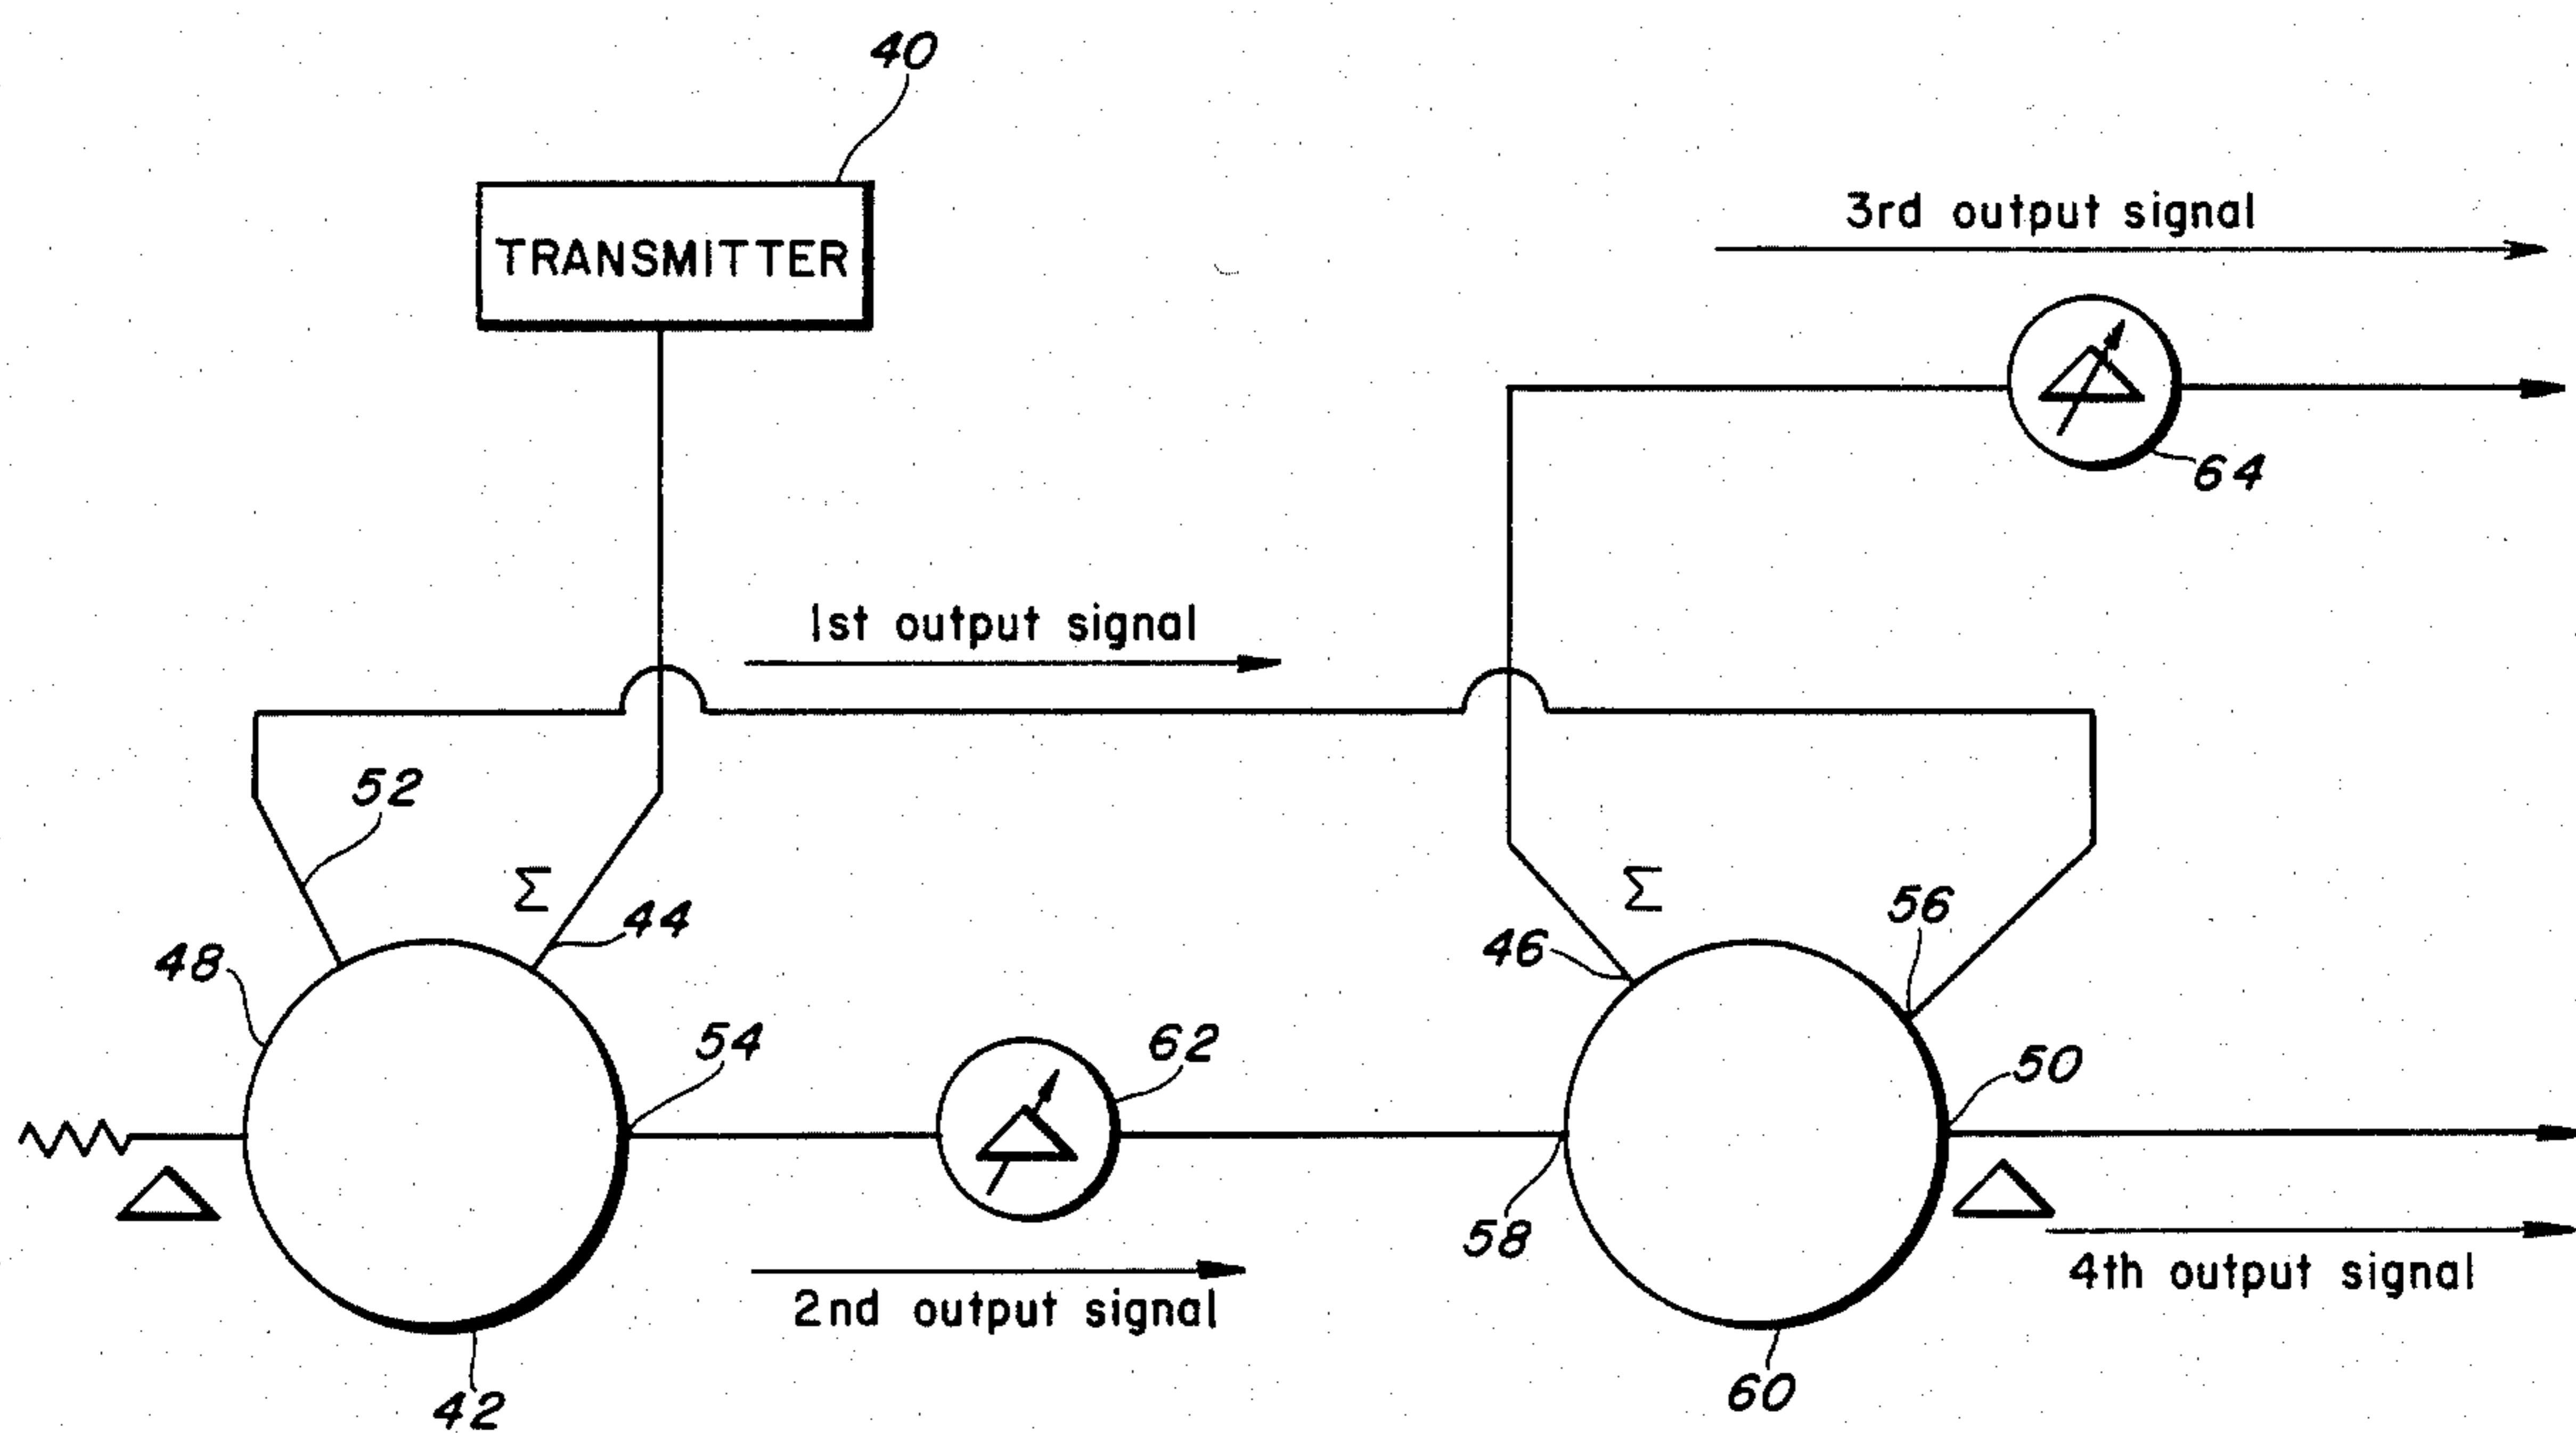 40
TRANSMITTER
3rd output signal
64
1st output signal
52
Σ
44
Σ
56
46
48
54
62
50
58
2nd output signal
4th output signal
42
60